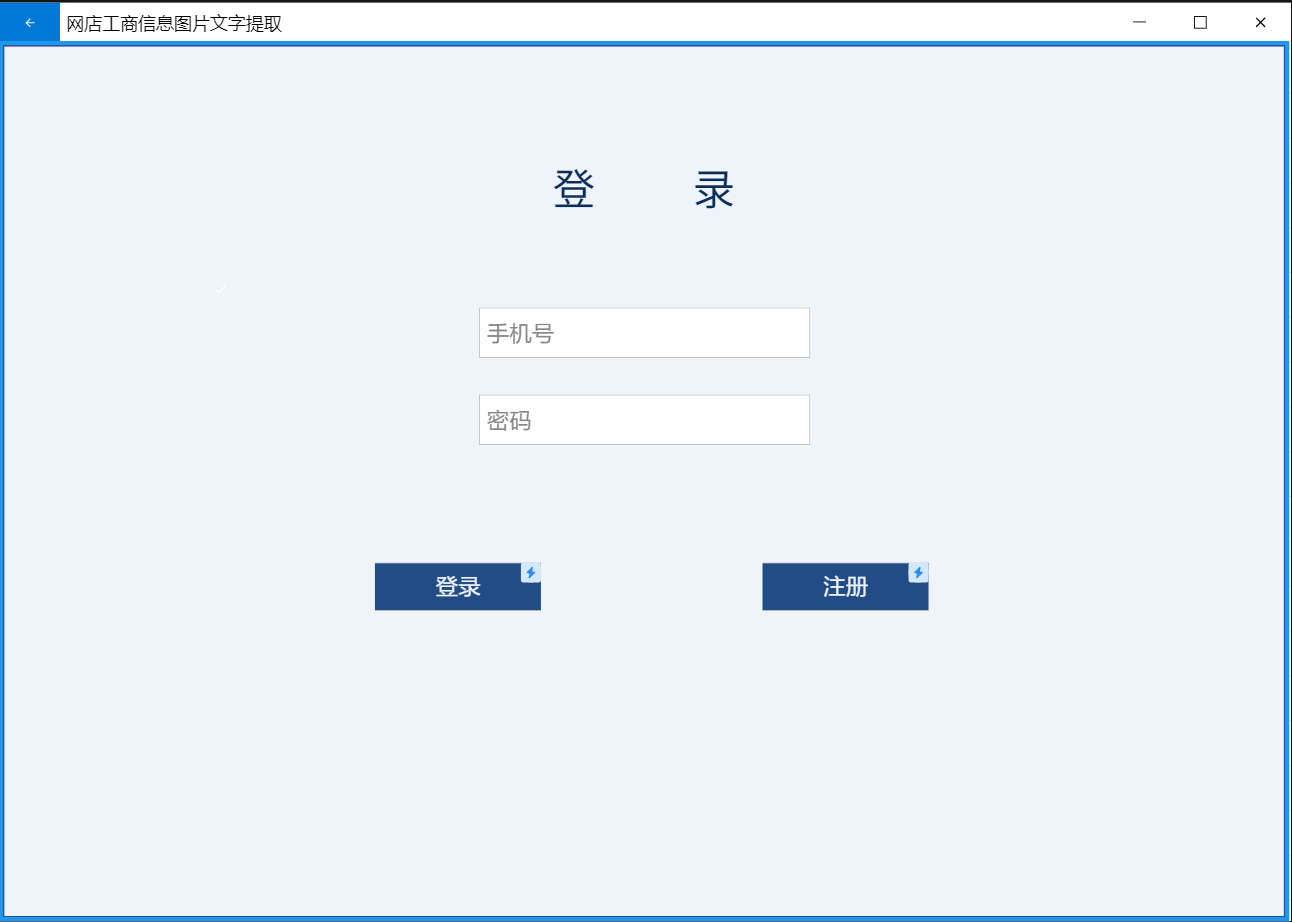 网店工商信息图片文字提取
登 录
手机号
密码
登录 注册